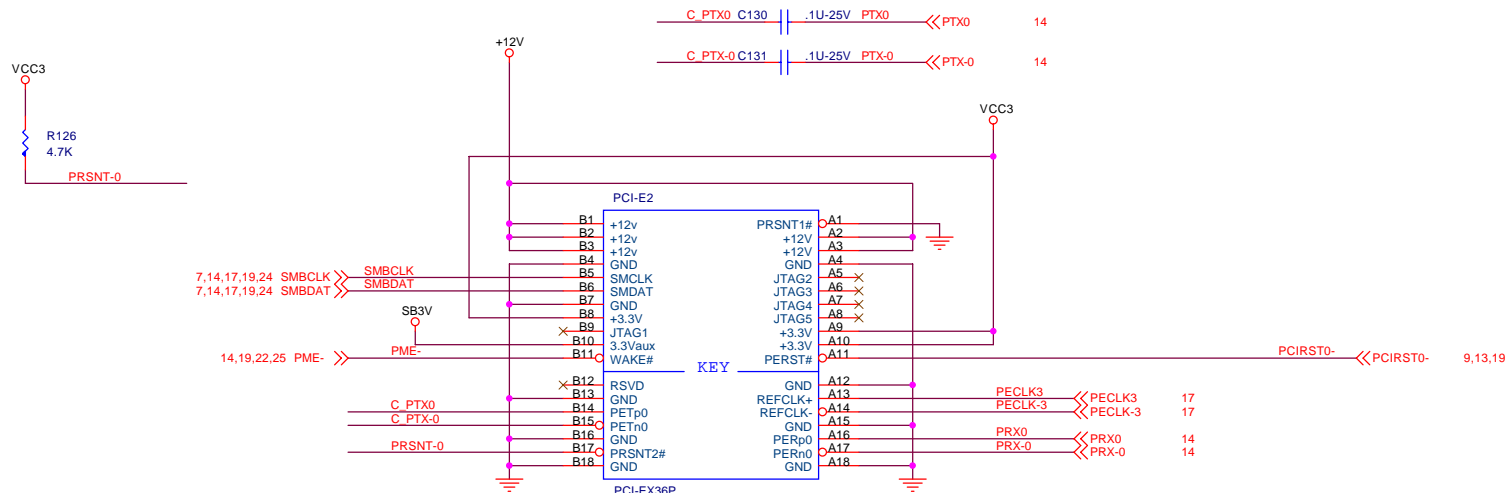 C_PTX0 C130 .1U-25V PTX0 PTX0 14
+12V
C_PTX-0 C131 .1U-25V PTX-0 PTX-0 14
VCC3
VCC3
R126
4.7K
PRSNT-0
PCI-E2
B1 +12v PRSNT1# A1
B2 +12v +12V A2
B3 +12v +12V A3
B4 GND GND A4
7,14,17,19,24 SMBCLK SMBCLK B5 SMCLK JTAG2 A5
7,14,17,19,24 SMBDAT SMBDAT B6 SMDAT JTAG3 A6
B7 GND JTAG4 A7
SB3V B8 +3.3V JTAG5 A8
B9 JTAG1 +3.3V A9
B10 3.3Vaux +3.3V A10
14,19,22,25 PME- PME- B11 WAKE# PERST# A11 PCIRST0- PCIRST0- 9,13,19
KEY
B12 RSVD GND A12
B13 GND REFCLK+ A13 PECLK3 PECLK3 17
C_PTX0 B14 PETp0 REFCLK- A14 PECLK-3 PECLK-3 17
C_PTX-0 B15 PETn0 GND A15
B16 GND PERp0 A16 PRX0 PRX0 14
PRSNT-0 B17 PRSNT2# PERn0 A17 PRX-0 PRX-0 14
B18 GND GND A18
PCI-EX36P